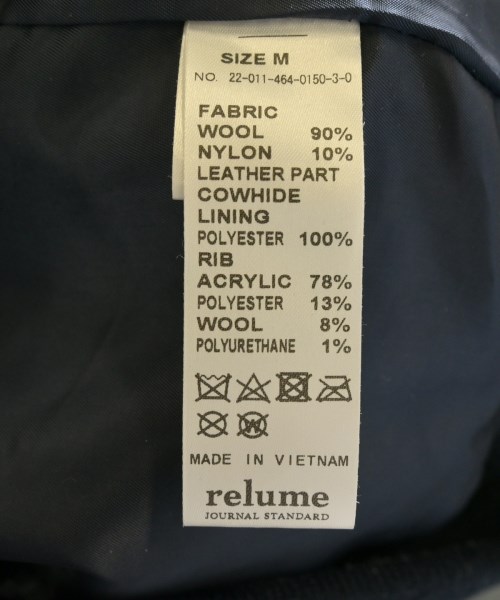 SIZE M
NO. 22-011-464-0150-3-0
FABRIC
WOOL 90%
NYLON 10%
LEATHER PART
COWHIDE
LINING
POLYESTER 100%
RIB
ACRYLIC 78%
POLYESTER 13%
WOOL 8%
POLYURETHANE 1%
W
MADE IN VIETNAM
relume
JOURNAL STANDARD